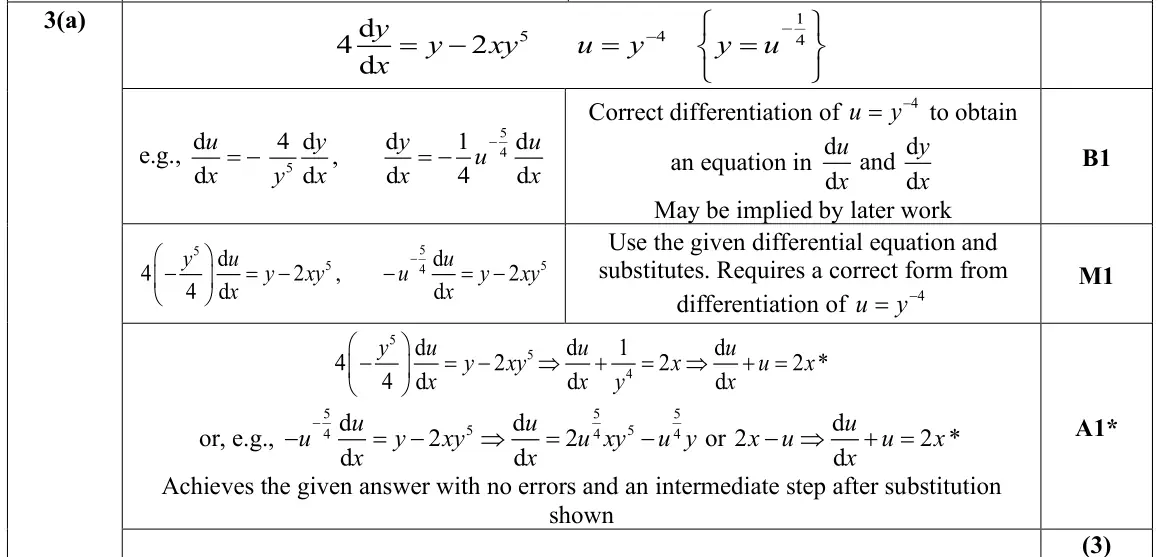 3(a)
4 dy/dx = y − 2xy⁵   u = y⁻⁴   { y = u^(−1/4) }
e.g., du/dx = − 4/y⁵ dy/dx,   dy/dx = − 1/4 u^(−5/4) du/dx
Correct differentiation of u = y⁻⁴ to obtain
an equation in du/dx and dy/dx
May be implied by later work
B1
4(− y⁵/4) du/dx = y − 2xy⁵,   −u^(−5/4) du/dx = y − 2xy⁵
Use the given differential equation and
substitutes. Requires a correct form from
differentiation of u = y⁻⁴
M1
4(− y⁵/4) du/dx = y − 2xy⁵ ⇒ du/dx + 1/y⁴ = 2x ⇒ du/dx + u = 2x *
or, e.g., −u^(−5/4) du/dx = y − 2xy⁵ ⇒ du/dx = 2u^(5/4)xy⁵ − u^(5/4)y or 2x − u ⇒ du/dx + u = 2x *
Achieves the given answer with no errors and an intermediate step after substitution
shown
A1*
(3)